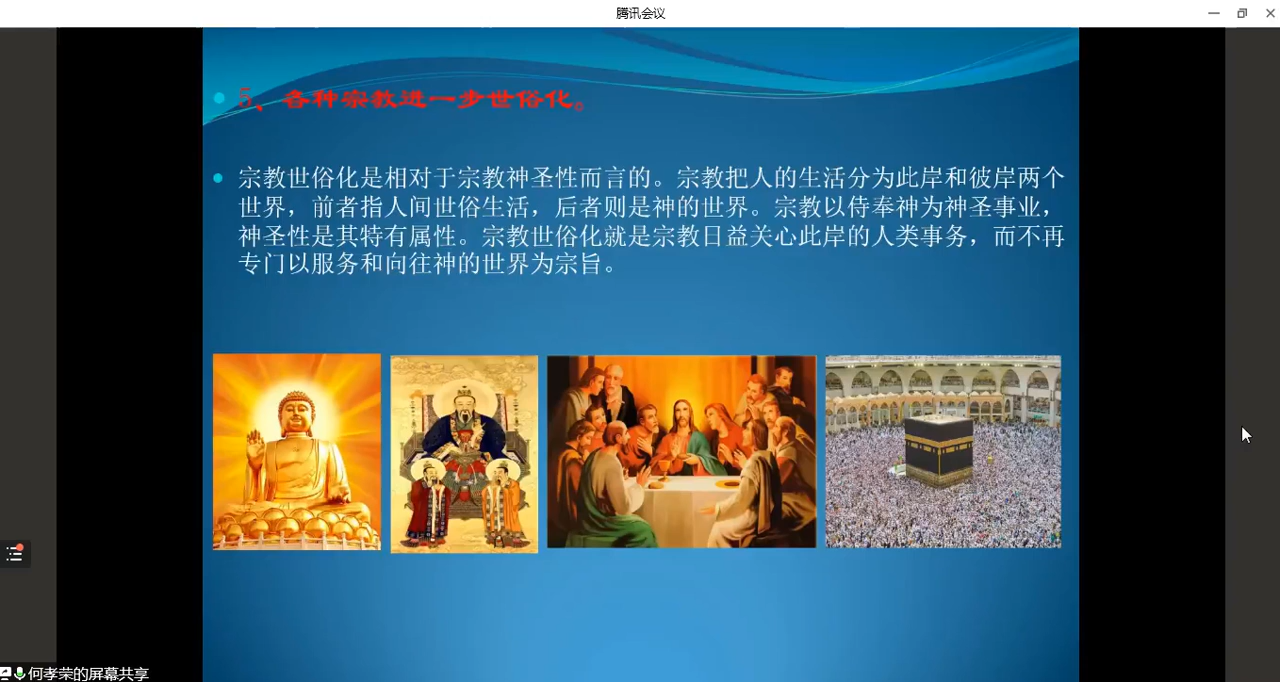 腾讯会议
5、各种宗教进一步世俗化。
宗教世俗化是相对于宗教神圣性而言的。宗教把人的生活分为此岸和彼岸两个
世界，前者指人间世俗生活，后者则是神的世界。宗教以侍奉神为神圣事业，
神圣性是其特有属性。宗教世俗化就是宗教日益关心此岸的人类事务，而不再
专门以服务和向往神的世界为宗旨。
何孝荣的屏幕共享